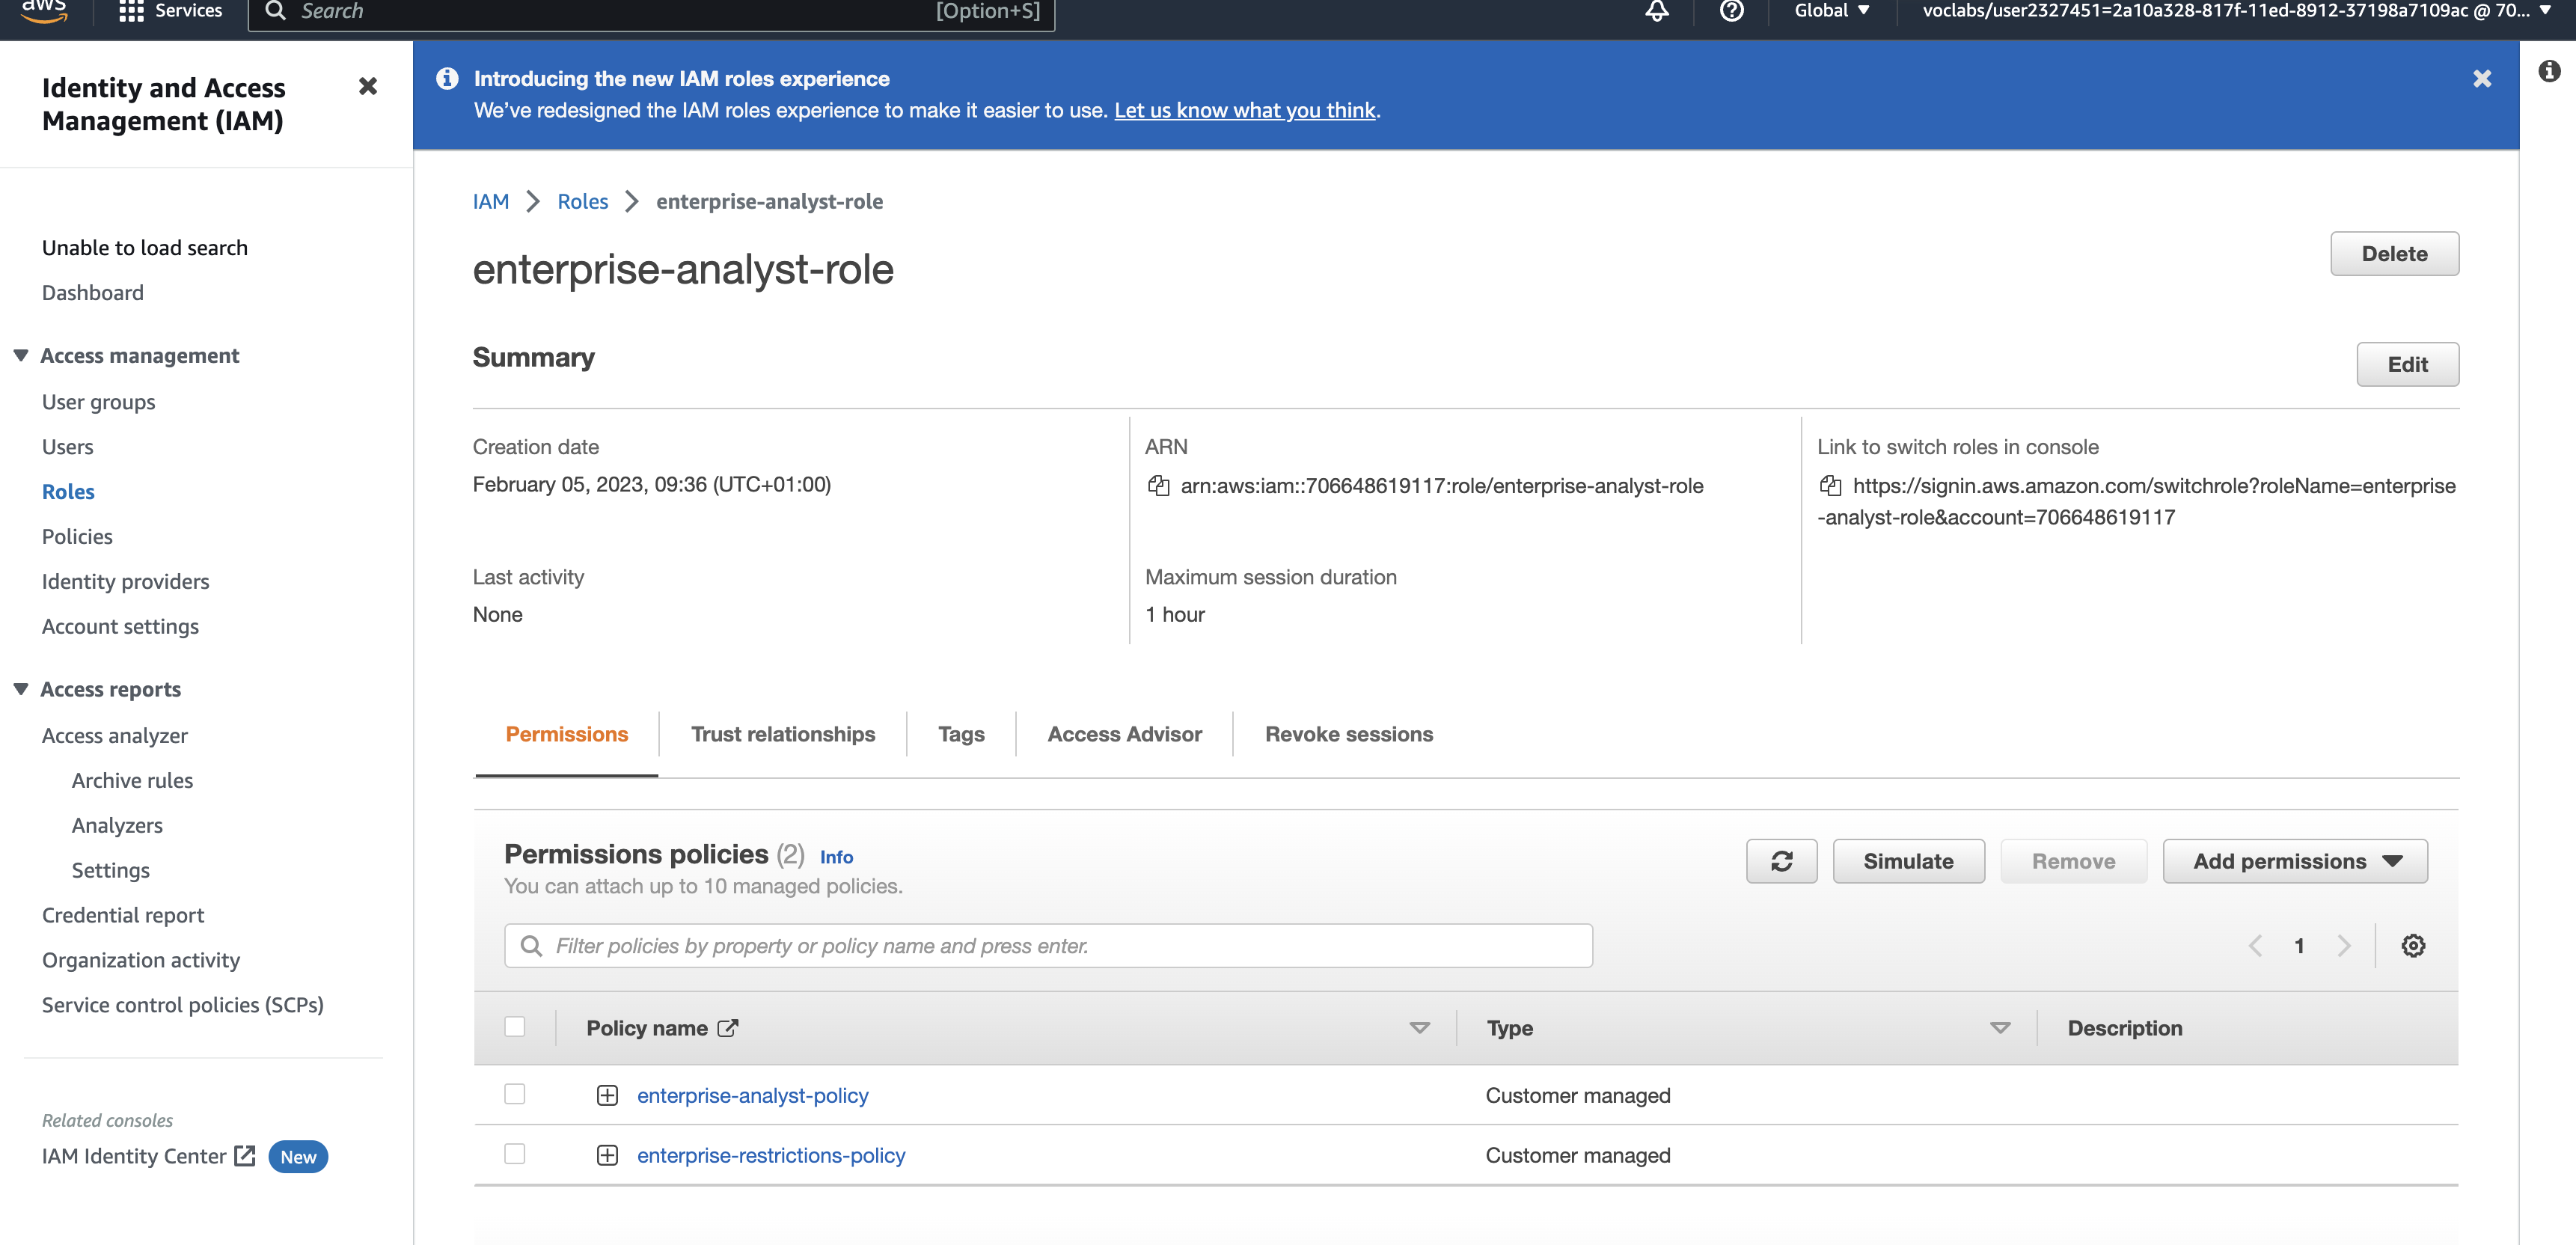 aws
Services
Search
[Option+S]
Global
voclabs/user2327451=2a10a328-817f-11ed-8912-37198a7109ac @ 70...
Identity and Access
Management (IAM)
Unable to load search
Dashboard
Access management
User groups
Users
Roles
Policies
Identity providers
Account settings
Access reports
Access analyzer
Archive rules
Analyzers
Settings
Credential report
Organization activity
Service control policies (SCPs)
Related consoles
IAM Identity Center New
Introducing the new IAM roles experience
We've redesigned the IAM roles experience to make it easier to use. Let us know what you think.
IAM > Roles > enterprise-analyst-role
enterprise-analyst-role
Delete
Summary
Edit
Creation date
February 05, 2023, 09:36 (UTC+01:00)
ARN
arn:aws:iam::706648619117:role/enterprise-analyst-role
Link to switch roles in console
https://signin.aws.amazon.com/switchrole?roleName=enterprise
-analyst-role&account=706648619117
Last activity
None
Maximum session duration
1 hour
Permissions
Trust relationships
Tags
Access Advisor
Revoke sessions
Permissions policies (2) Info
You can attach up to 10 managed policies.
Simulate
Remove
Add permissions
Filter policies by property or policy name and press enter.
1
Policy name
Type
Description
enterprise-analyst-policy
Customer managed
enterprise-restrictions-policy
Customer managed